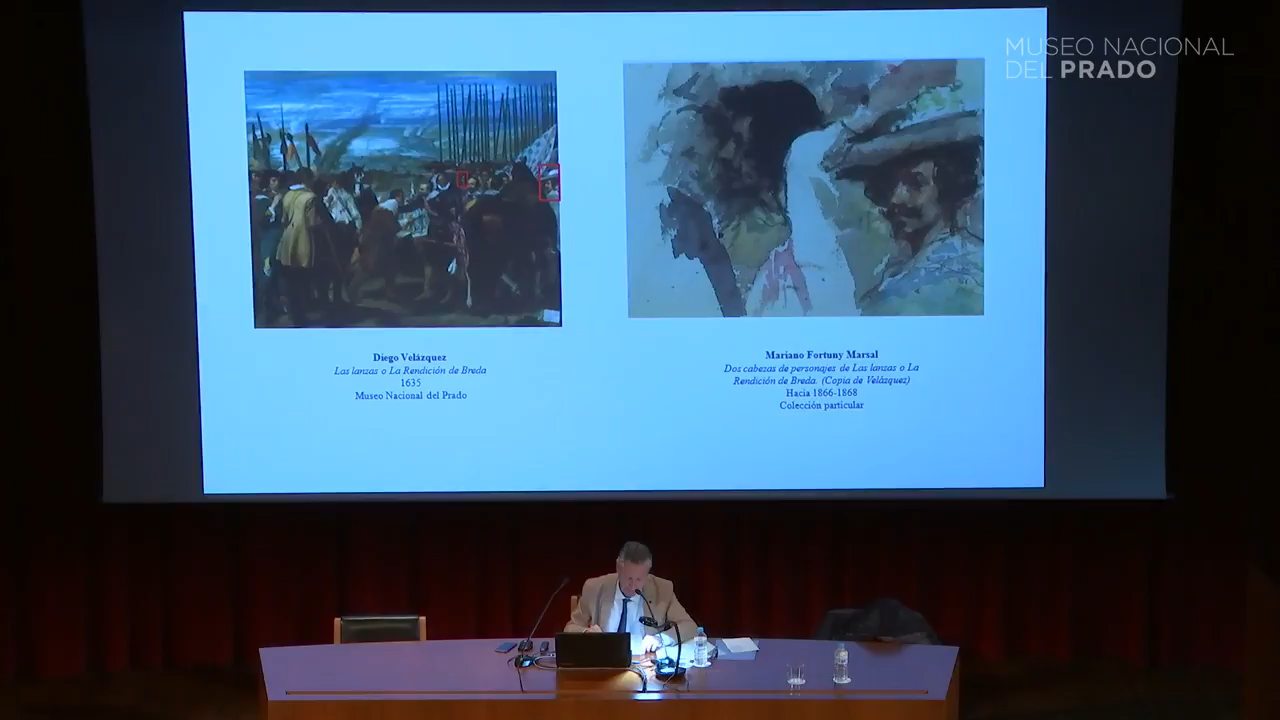 MUSEO NACIONAL
DEL PRADO
Diego Velázquez
Las lanzas o La Rendición de Breda
1635
Museo Nacional del Prado
Mariano Fortuny Marsal
Dos cabezas de personajes de Las lanzas o La
Rendición de Breda. (Copia de Velázquez)
Hacia 1866-1868
Colección particular